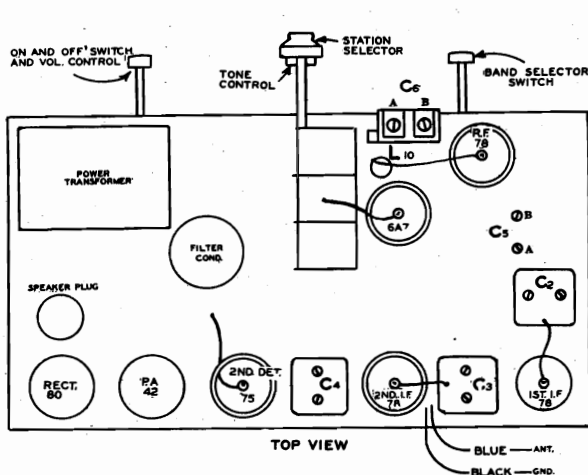 ON AND OFF SWITCH
AND VOL. CONTROL
STATION
SELECTOR
TONE
CONTROL
C6
A B
BAND SELECTOR
SWITCH
POWER
TRANSFORMER
L 10
R.F.
78
6A7
B
C5
A
FILTER
COND.
C2
SPEAKER PLUG
RECT.
80
P.A
42
2ND. DET.
75
C4
2ND. I.F.
78
C3
1ST. I.F
78
TOP VIEW
BLUE — ANT.
BLACK — GND.